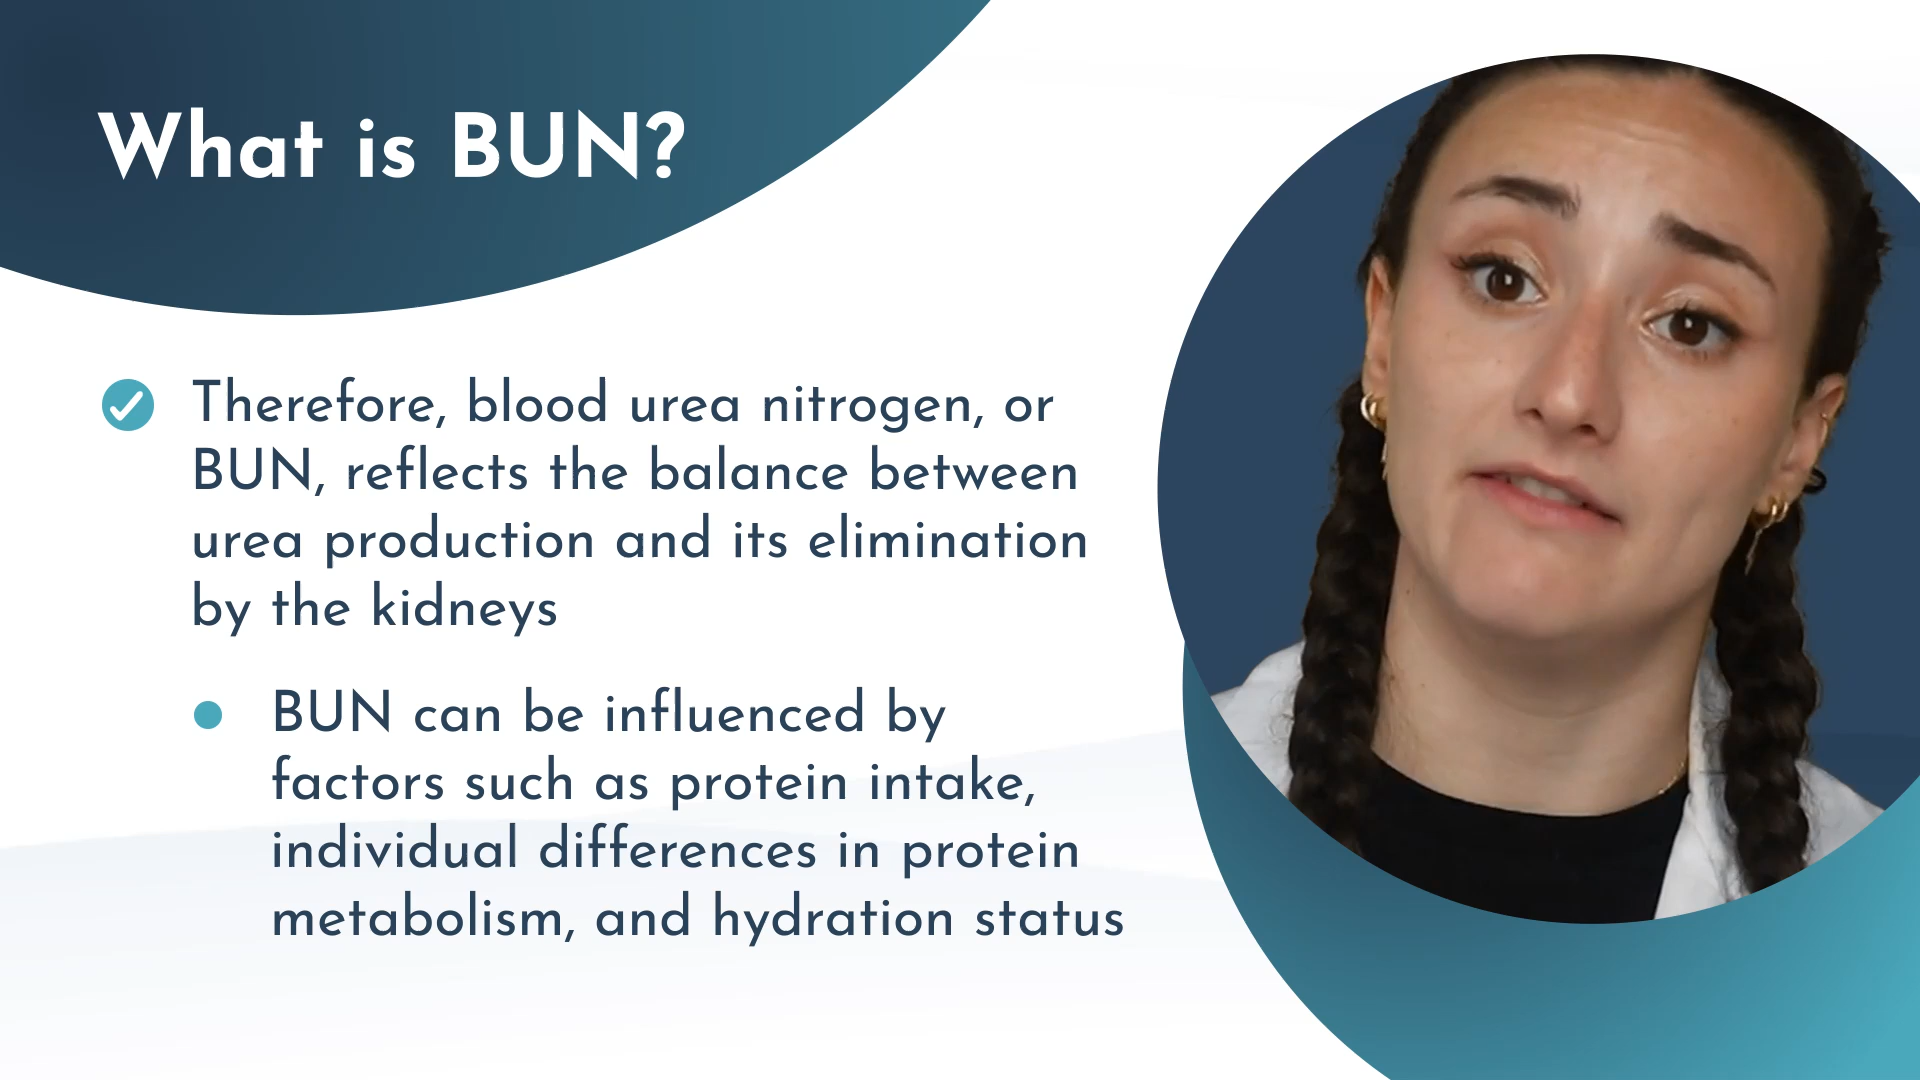 What is BUN?
Therefore, blood urea nitrogen, or
BUN, reflects the balance between
urea production and its elimination
by the kidneys
BUN can be influenced by
factors such as protein intake,
individual differences in protein
metabolism, and hydration status